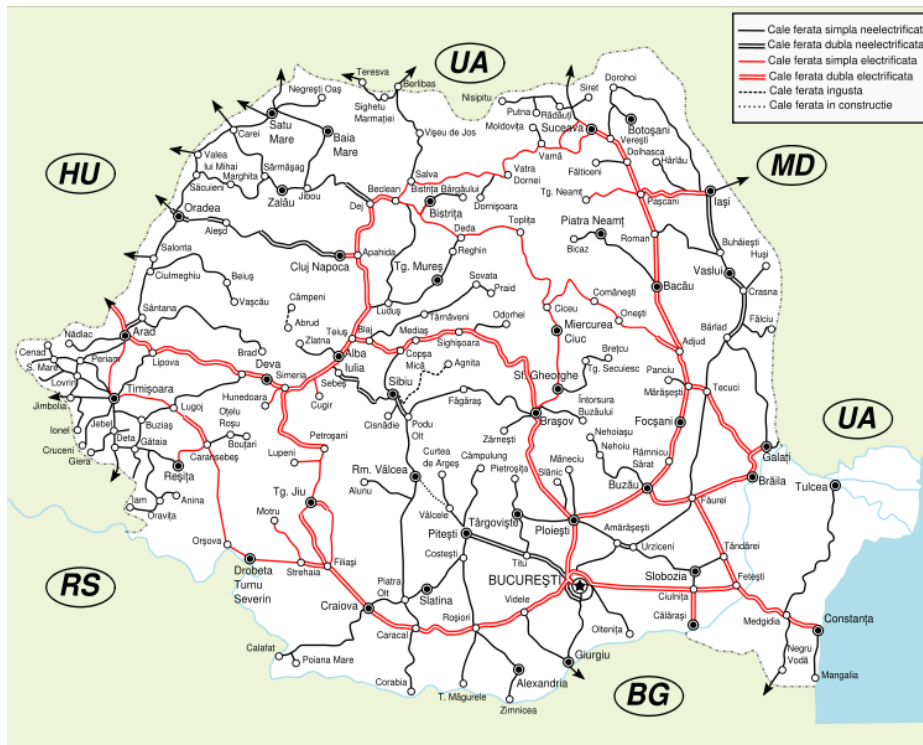 Cale ferata simpla neelectrificata
Cale ferata dubla neelectrificata
Cale ferata simpla electrificata
Cale ferata dubla electrificata
Cale ferata ingusta
Cale ferata in constructie
UA
HU
MD
UA
RS
BG
Teresva
Berlibas
Negrești Oaș
Sighetu
Marmației
Nisipitu
Siret
Dorohoi
Putna
Rădăuți
Suceava
Botoșani
Carei
Satu
Mare
Baia
Mare
Vișeu de Jos
Moldovița
Vamă
Verești
Dolhasca
Hârlău
Fălticeni
Valea
lui Mihai
Marghita
Sărmășag
Săcuieni
Zalău
Jibou
Salva
Beclean
Bistrița Bârgăului
Bistrița
Vatra
Dornei
Dornișoara
Tg. Neamț
Pașcani
Iași
Oradea
Aleșd
Dej
Deda
Toplița
Piatra Neamț
Bicaz
Roman
Buhăiești
Huși
Vaslui
Salonta
Ciulmeghiu
Beiuș
Vașcău
Cluj Napoca
Apahida
Reghin
Tg. Mureș
Sovata
Praid
Crasna
Bacău
Comănești
Onești
Bârlad
Fălciu
Sântana
Nădlac
Arad
Câmpeni
Abrud
Zlatna
Teiuș
Blaj
Luduș
Târnăveni
Mediaș
Odorhei
Sighișoara
Ciceu
Miercurea
Ciuc
Adjud
Cenad
S. Mare
Periam
Lovrin
Lipova
Brad
Deva
Simeria
Alba
Iulia
Sebeș
Copșa
Mică
Agnita
Sibiu
Brețcu
Tg. Secuiesc
Sf. Gheorghe
Panciu
Mărășești
Tecuci
Timișoara
Jimbolia
Hunedoara
Cugir
Cisnădie
Podu
Olt
Făgăraș
Întorsura
Buzăului
Brașov
Zărnești
Focșani
Galați
Ionel
Cruceni
Giera
Jebel
Deta
Gătaia
Buziaș
Lugoj
Oțelu
Roșu
Bouțari
Caransebeș
Reșița
Petroșani
Lupeni
Rm. Vâlcea
Curtea
de Argeș
Câmpulung
Pietroșița
Măneciu
Slănic
Nehoiașu
Nehoiu
Râmnicu
Sărat
Buzău
Brăila
Tulcea
Iam
Oravița
Anina
Tg. Jiu
Motru
Alunu
Vâlcele
Pitești
Târgoviște
Ploiești
Făurei
Amărășești
Urziceni
Țăndărei
Orșova
Drobeta
Turnu
Severin
Strehaia
Filiași
Piatra
Olt
Costești
Slatina
Titu
BUCUREȘTI
Slobozia
Ciulnița
Fetești
Călărași
Craiova
Caracal
Roșiori
Videle
Oltenița
Medgidia
Constanța
Calafat
Poiana Mare
Corabia
T. Măgurele
Alexandria
Zimnicea
Giurgiu
Negru
Vodă
Mangalia